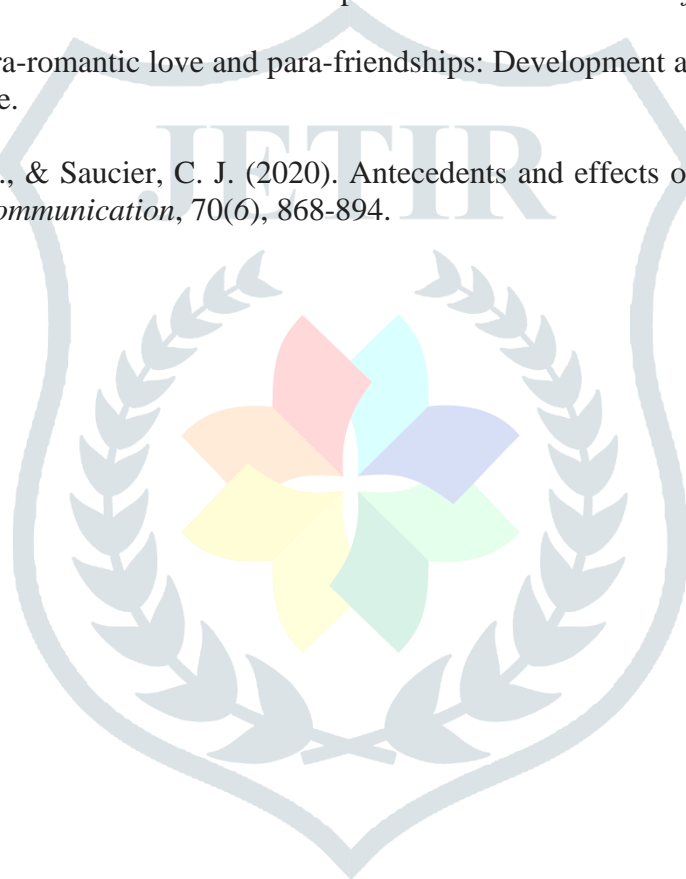 ra-romantic love and para-friendships: Development a
e.
., & Saucier, C. J. (2020). Antecedents and effects o
ommunication, 70(6), 868-894.
JETIR